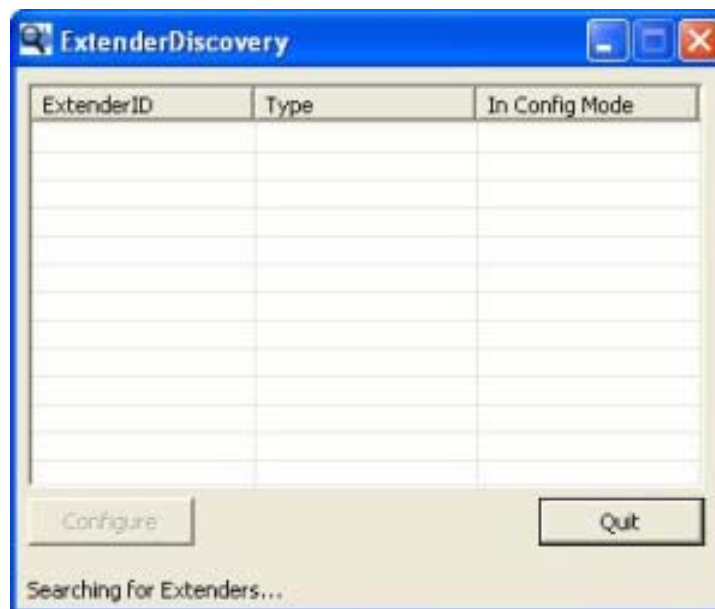 ExtenderDiscovery
ExtenderID Type In Config Mode
Configure Quit
Searching for Extenders...